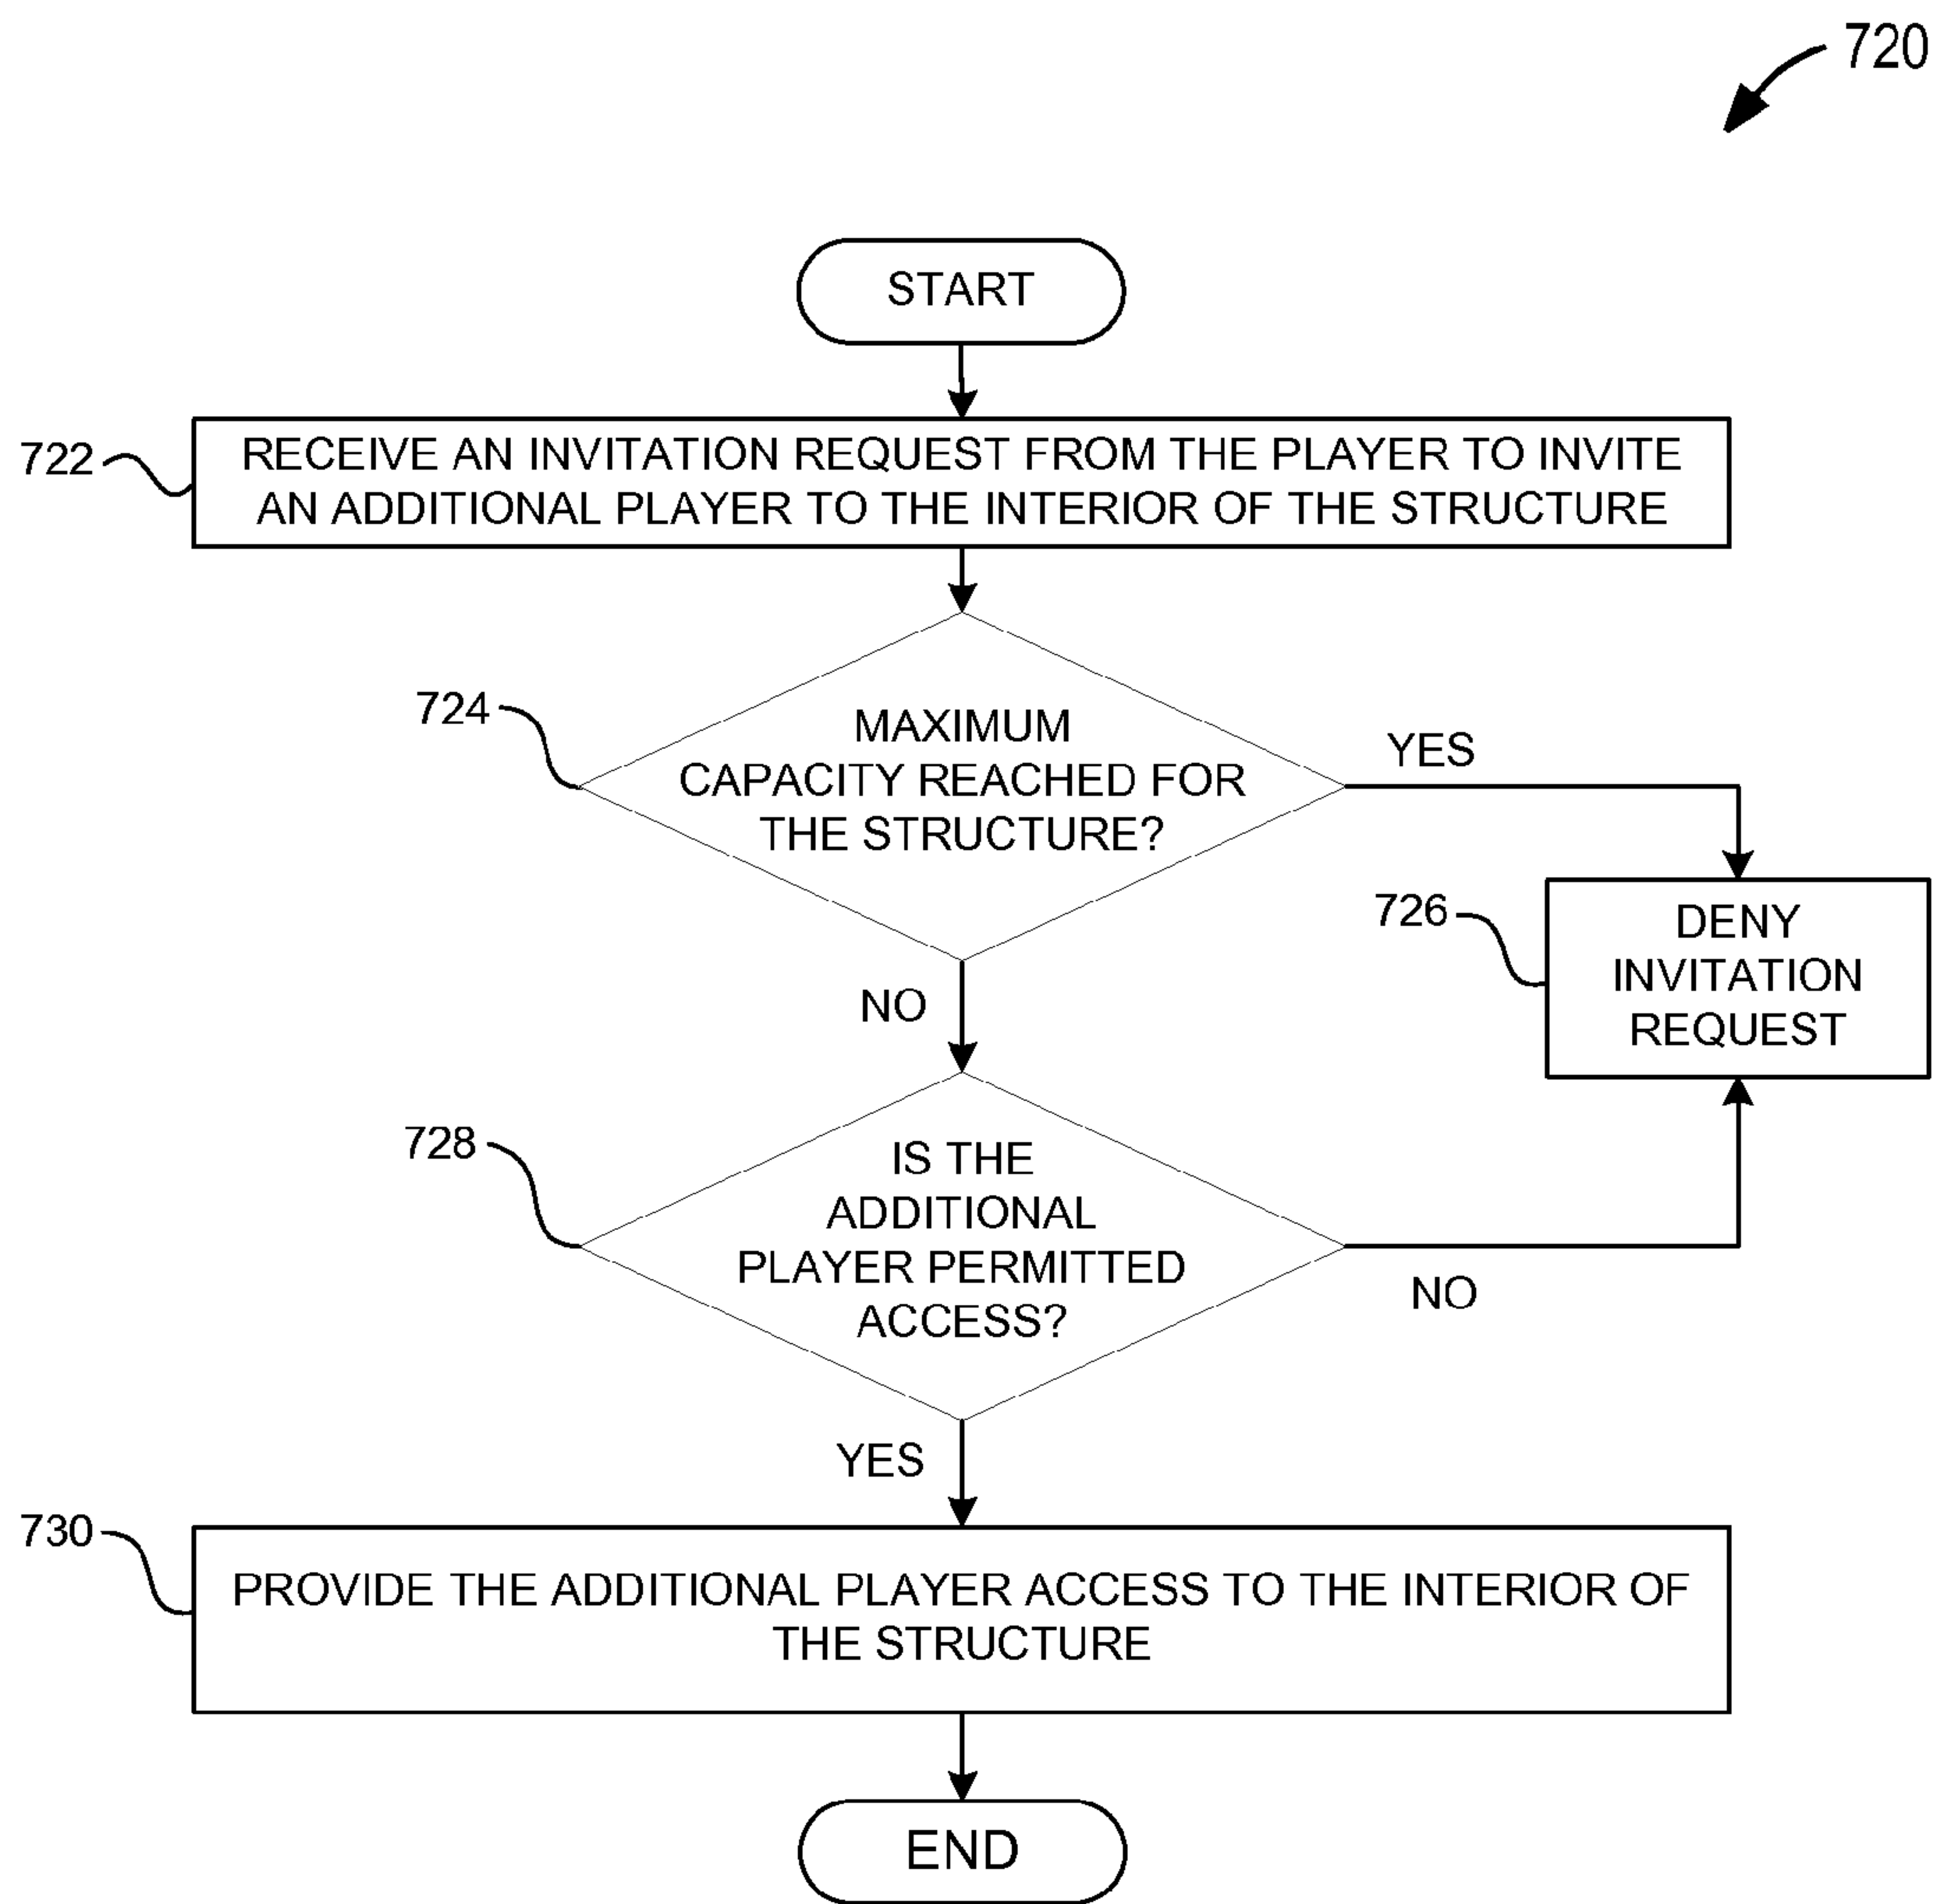 720
START
722
RECEIVE AN INVITATION REQUEST FROM THE PLAYER TO INVITE
AN ADDITIONAL PLAYER TO THE INTERIOR OF THE STRUCTURE
724
MAXIMUM
CAPACITY REACHED FOR
THE STRUCTURE?
YES
726
DENY
INVITATION
REQUEST
NO
728
IS THE
ADDITIONAL
PLAYER PERMITTED
ACCESS?
NO
YES
730
PROVIDE THE ADDITIONAL PLAYER ACCESS TO THE INTERIOR OF
THE STRUCTURE
END